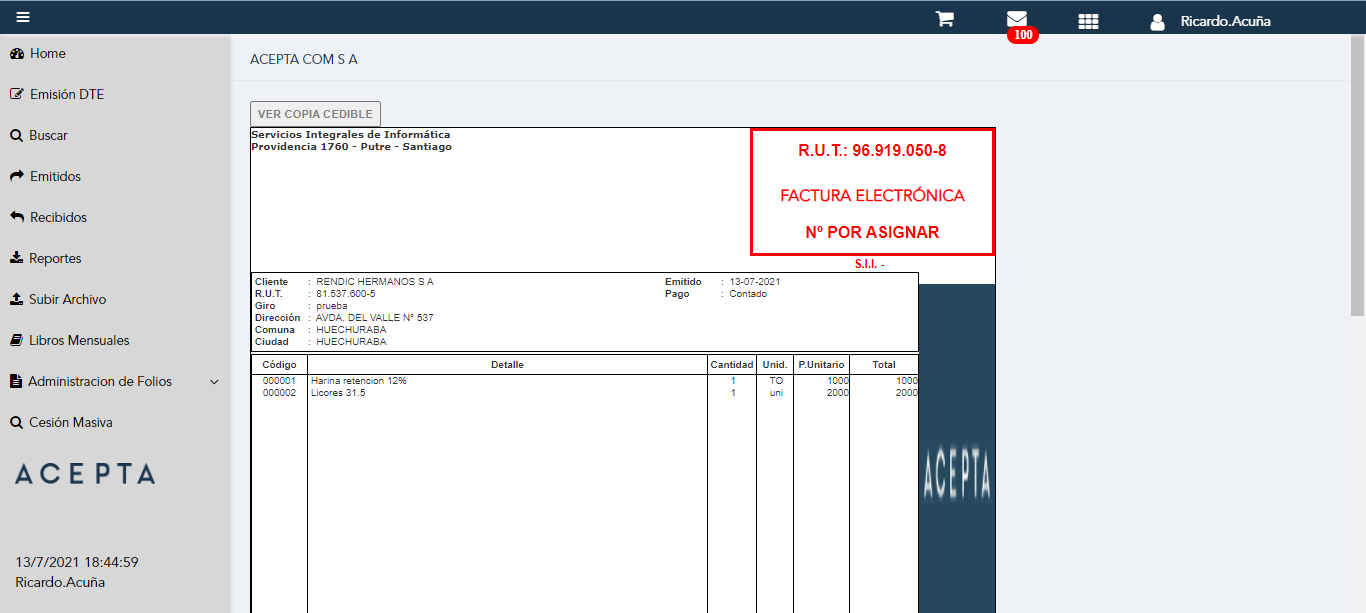 Ricardo.Acuña
100
Home
Emisión DTE
Buscar
Emitidos
Recibidos
Reportes
Subir Archivo
Libros Mensuales
Administracion de Folios
Cesión Masiva
ACEPTA
13/7/2021 18:44:59
Ricardo.Acuña
ACEPTA COM S A
VER COPIA CEDIBLE
Servicios Integrales de Informática
Providencia 1760 - Putre - Santiago
R.U.T.: 96.919.050-8
FACTURA ELECTRÓNICA
Nº POR ASIGNAR
S.I.I. -
Cliente : RENDIC HERMANOS S A Emitido : 13-07-2021
R.U.T. : 81.537.600-5 Pago : Contado
Giro : prueba
Dirección : AVDA. DEL VALLE N° 537
Comuna : HUECHURABA
Ciudad : HUECHURABA
Código Detalle Cantidad Unid. P.Unitario Total
000001 Harina retencion 12% 1 TO 1000 1000
000002 Licores 31.5 1 uni 2000 2000
ACEPTA